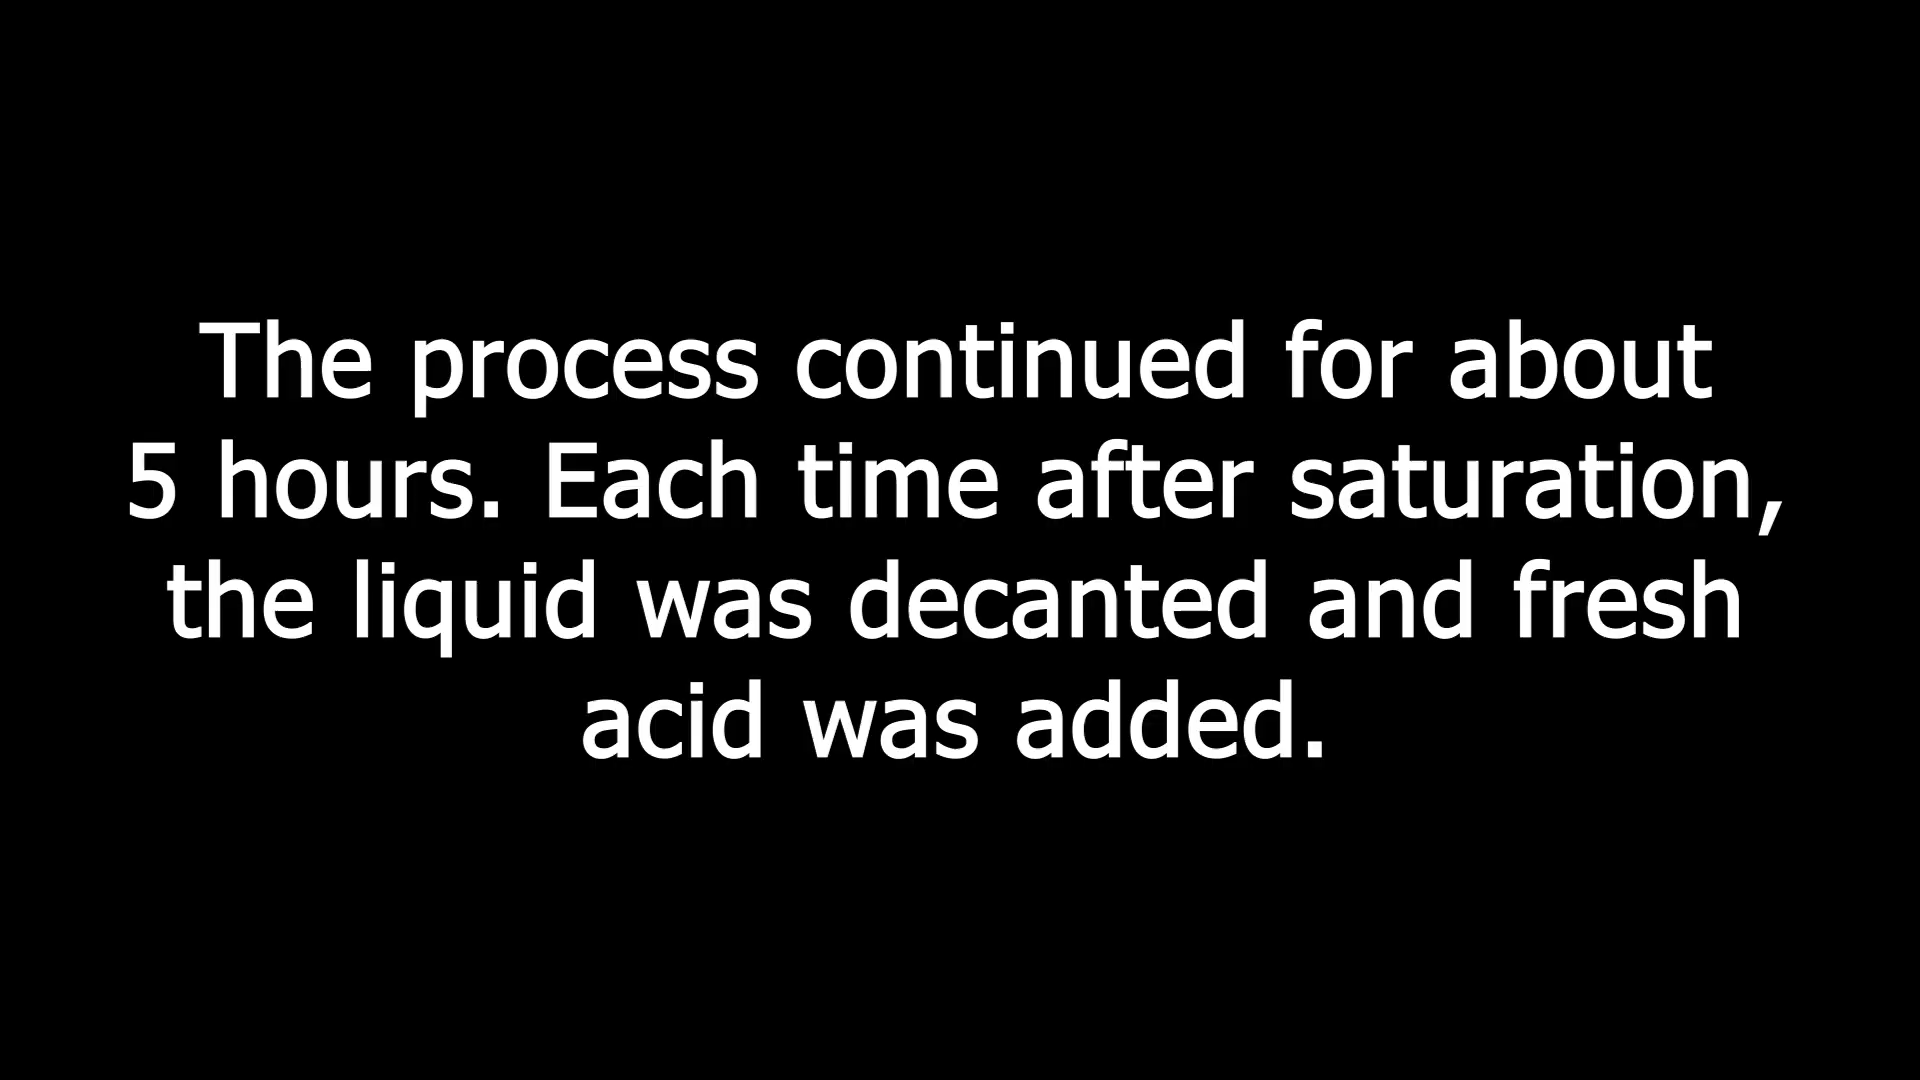 The process continued for about
5 hours. Each time after saturation,
the liquid was decanted and fresh
acid was added.